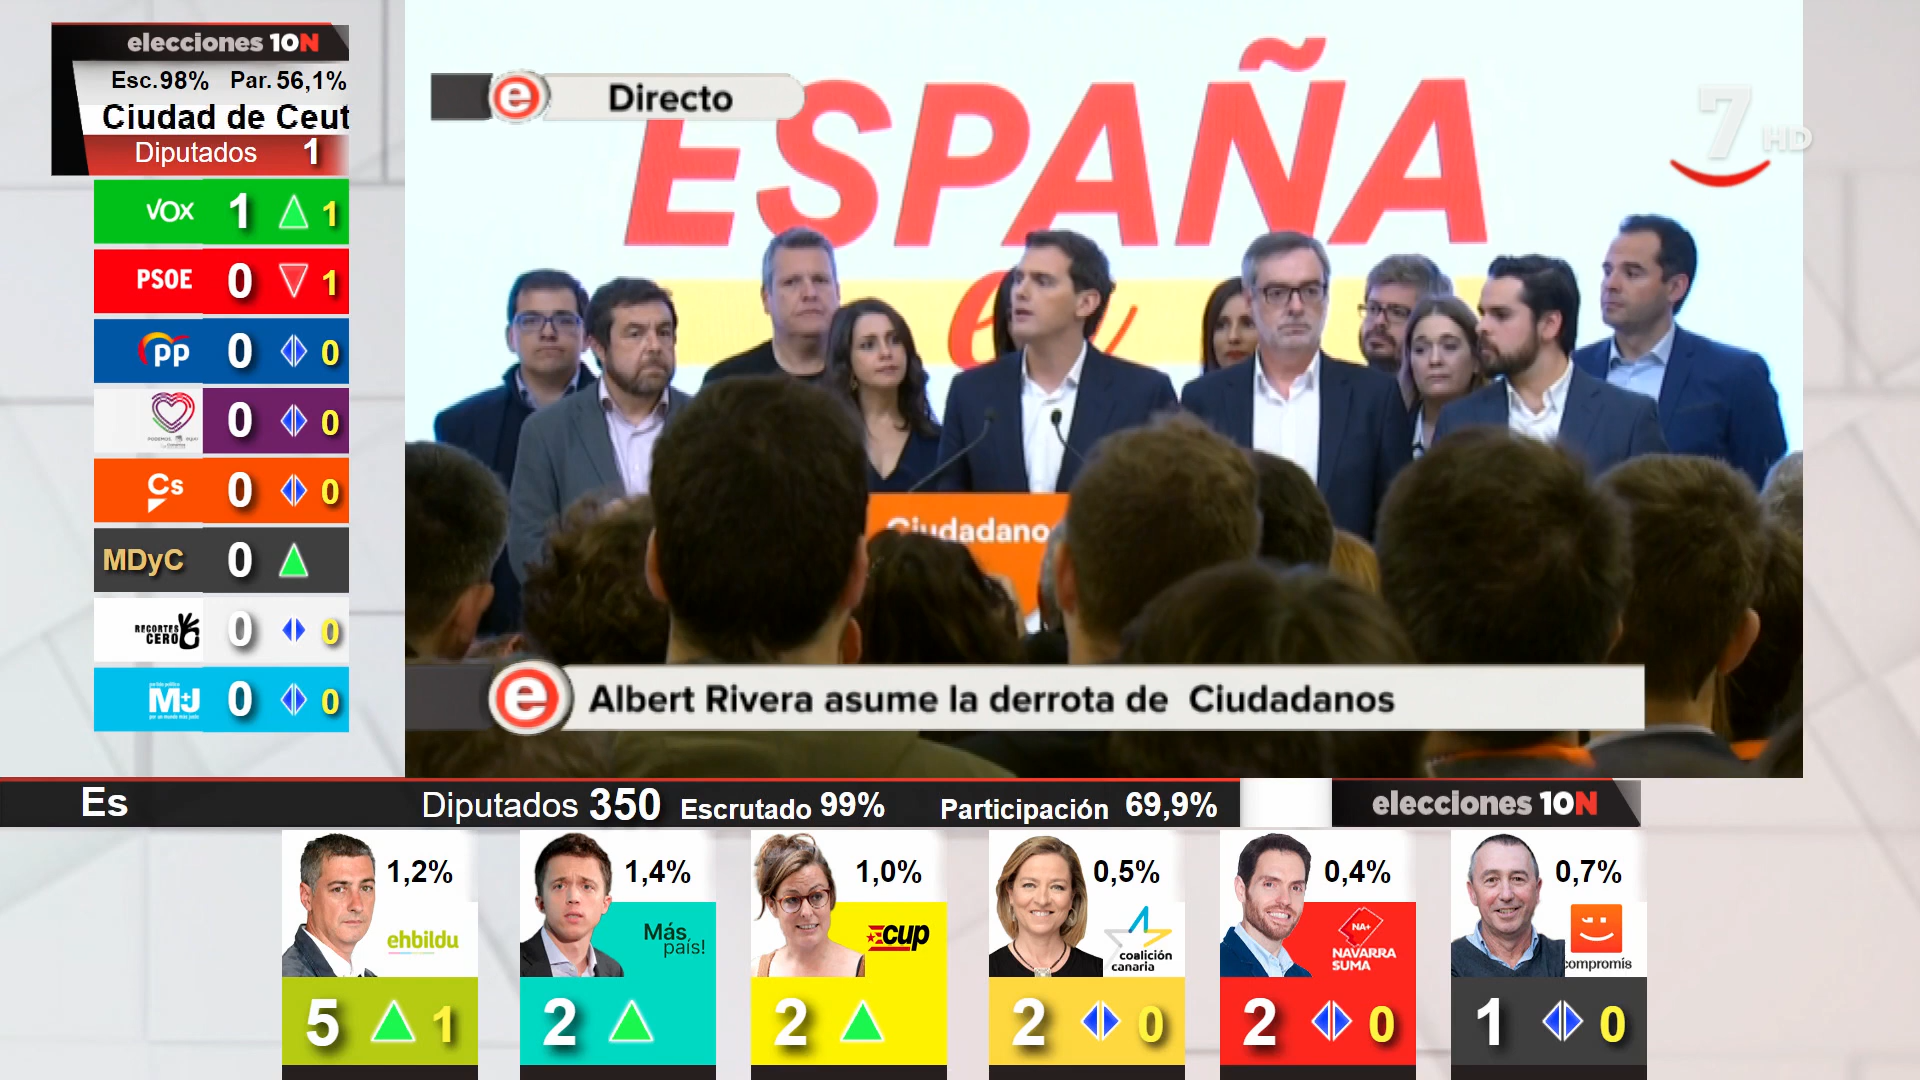 elecciones 10N
Esc. 98% Par. 56,1%
Ciudad de Ceut
Diputados 1
VOX 1 1
PSOE 0 1
PP 0 0
PODEMOS 0 0
Cs 0 0
MDyC 0
RECORTES CERO 0 0
M+J 0 0
Directo
ESPAÑA
en
7 HD
Ciudadanos
e Albert Rivera asume la derrota de Ciudadanos
Es Diputados 350 Escrutado 99% Participación 69,9% elecciones 10N
1,2% 1,4% 1,0% 0,5% 0,4% 0,7%
ehbildu
Más
país!
cup
coalición
canaria
NA+
NAVARRA
SUMA
compromís
5 1 2 2 2 0 2 0 1 0